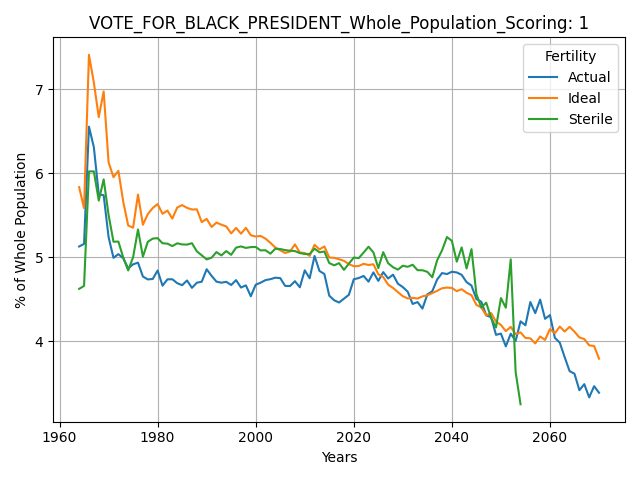 VOTE_FOR_BLACK_PRESIDENT_Whole_Population_Scoring: 1
Fertility
Actual
Ideal
Sterile
% of Whole Population
7
6
5
4
1960 1980 2000 2020 2040 2060
Years